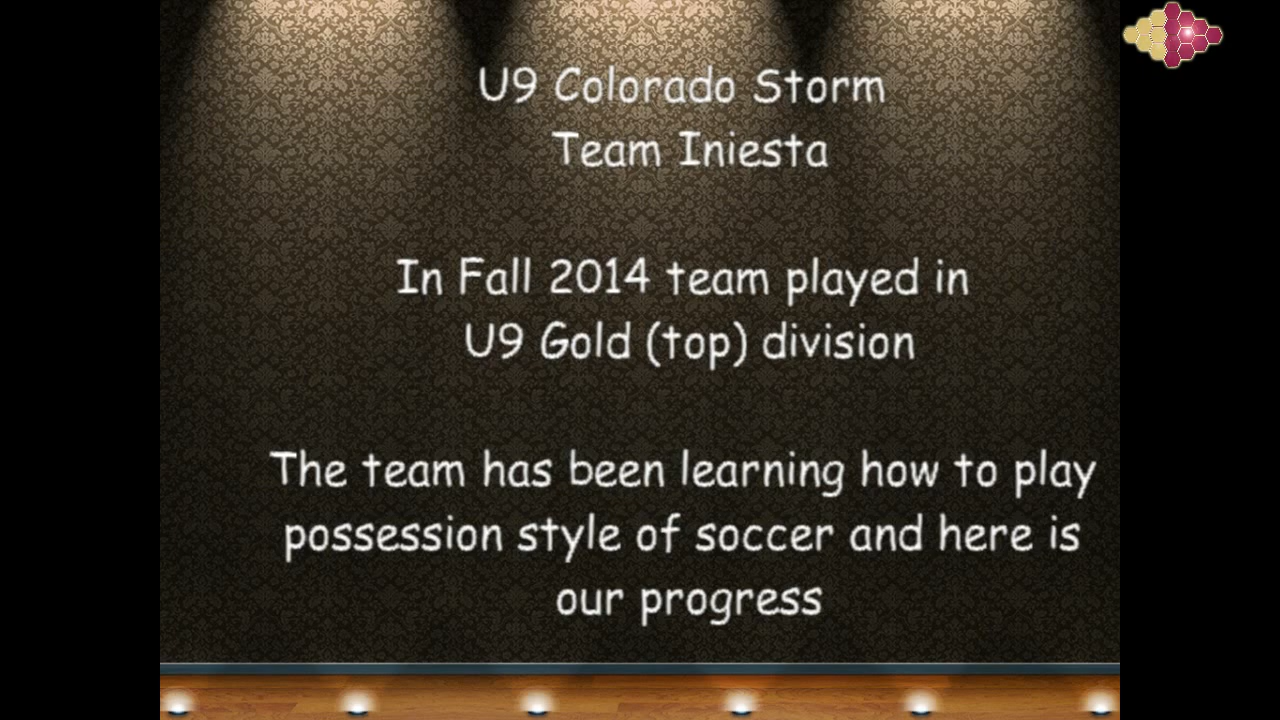 U9 Colorado Storm
Team Iniesta
In Fall 2014 team played in
U9 Gold (top) division
The team has been learning how to play
possession style of soccer and here is
our progress